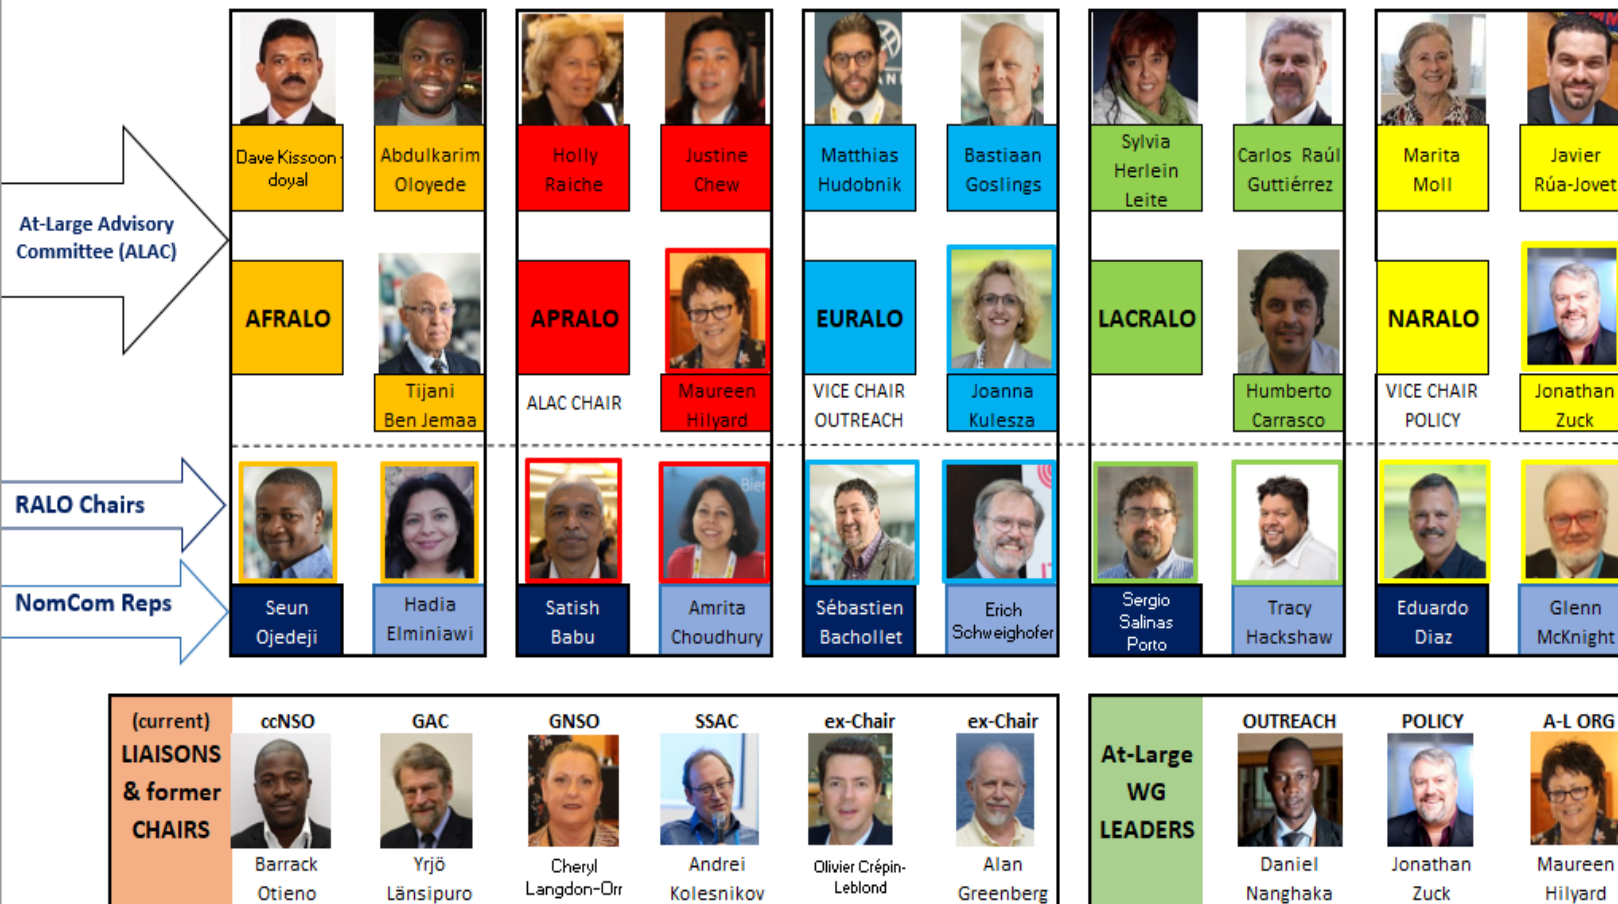 Dave Kissoon-
doyal
Abdulkarim
Oloyede
Holly
Raiche
Justine
Chew
Matthias
Hudobnik
Bastiaan
Goslings
Sylvia
Herlein
Leite
Carlos Raúl
Guttiérrez
Marita
Moll
Javier
Rúa-Jovet
At-Large Advisory
Committee (ALAC)
AFRALO
Tijani
Ben Jemaa
APRALO
ALAC CHAIR
Maureen
Hilyard
EURALO
VICE CHAIR
OUTREACH
Joanna
Kulesza
LACRALO
Humberto
Carrasco
NARALO
VICE CHAIR
POLICY
Jonathan
Zuck
RALO Chairs
NomCom Reps
Bie
Seun
Ojedeji
Hadia
Elminiawi
Satish
Babu
Amrita
Choudhury
Sébastien
Bachollet
Erich
Schweighofer
Sergio
Salinas
Porto
Tracy
Hackshaw
Eduardo
Diaz
Glenn
McKnight
(current)
LIAISONS
& former
CHAIRS
ccNSO
Barrack
Otieno
GAC
Yrjö
Länsipuro
GNSO
Cheryl
Langdon-Orr
SSAC
Andrei
Kolesnikov
ex-Chair
Olivier Crépin-
Leblond
ex-Chair
Alan
Greenberg
At-Large
WG
LEADERS
OUTREACH
Daniel
Nanghaka
POLICY
Jonathan
Zuck
A-L ORG
Maureen
Hilyard